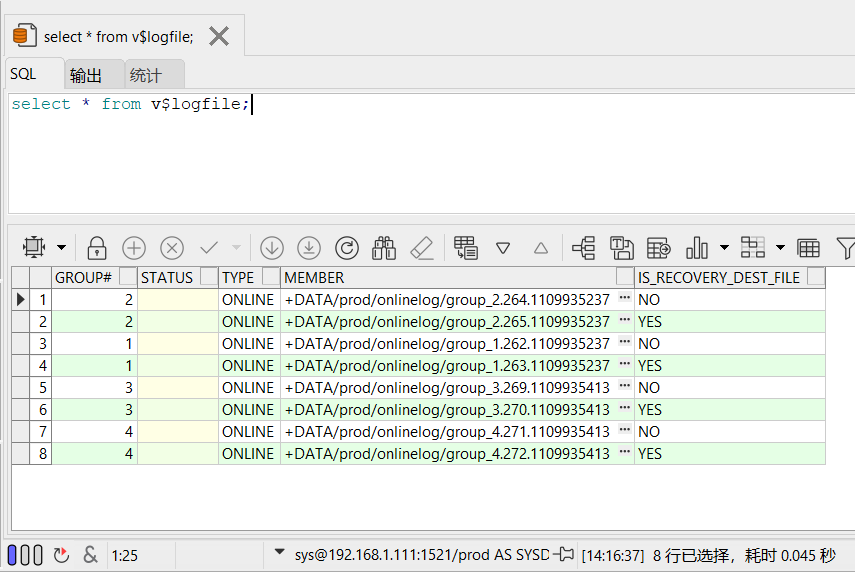 select * from v$logfile;
SQL 输出 统计
select * from v$logfile;
GROUP# STATUS TYPE MEMBER IS_RECOVERY_DEST_FILE
1 2 ONLINE +DATA/prod/onlinelog/group_2.264.1109935237 ··· NO
2 2 ONLINE +DATA/prod/onlinelog/group_2.265.1109935237 ··· YES
3 1 ONLINE +DATA/prod/onlinelog/group_1.262.1109935237 ··· NO
4 1 ONLINE +DATA/prod/onlinelog/group_1.263.1109935237 ··· YES
5 3 ONLINE +DATA/prod/onlinelog/group_3.269.1109935413 ··· NO
6 3 ONLINE +DATA/prod/onlinelog/group_3.270.1109935413 ··· YES
7 4 ONLINE +DATA/prod/onlinelog/group_4.271.1109935413 ··· NO
8 4 ONLINE +DATA/prod/onlinelog/group_4.272.1109935413 ··· YES
& 1:25 sys@192.168.1.111:1521/prod AS SYSD [14:16:37] 8 行已选择，耗时 0.045 秒